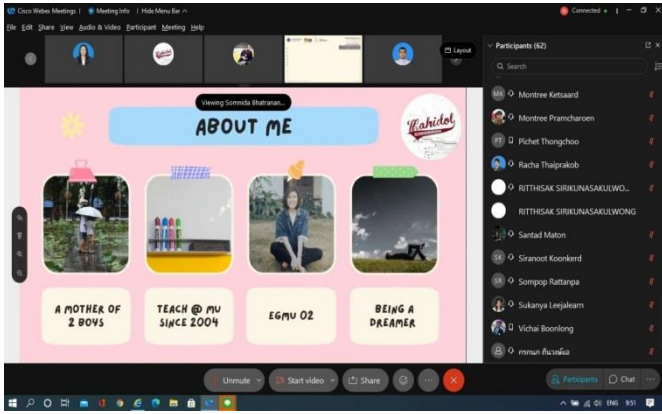 Cisco Webex Meetings
Meeting Info
Hide Menu Bar
Connected
File Edit Share View Audio & Video Participant Meeting Help
Layout
Participants (62)
Search
Viewing Somnida Bhatranan...
ABOUT ME
Mahidol
A MOTHER OF
2 BOYS
TEACH @ MU
SINCE 2004
EGMU 02
BEING A
DREAMER
MK Montree Ketsaard
Montree Pramcharoen
PT Pichet Thongchoo
Racha Thaiprakob
RITTHISAK SIRIKUNASAKULWO...
RITTHISAK SIRIKUNASAKULWONG
Santad Maton
SK Siranoot Koonkerd
SR Sompop Rattanpa
Sukanya Leejalearn
Vichai Boonlong
Unmute
Start video
Share
Participants
Chat
ENG 9:51